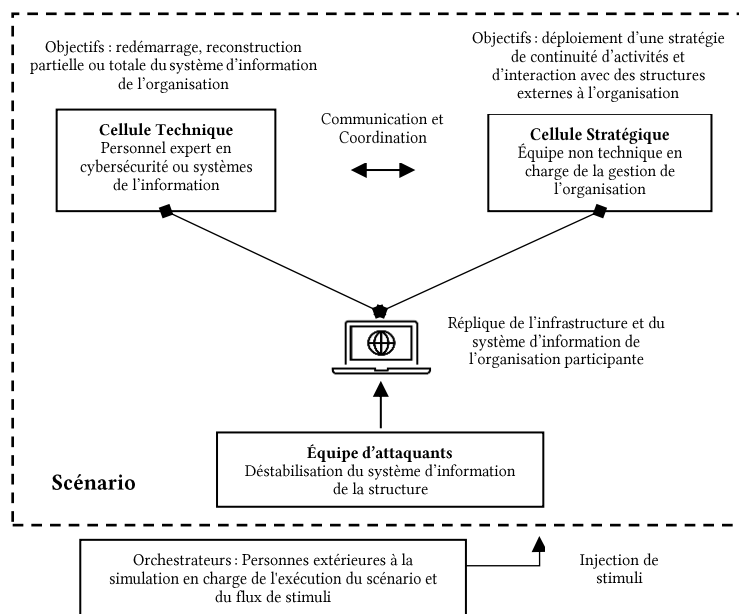 Objectifs : redémarrage, reconstruction
partielle ou totale du système d'information
de l'organisation
Objectifs : déploiement d'une stratégie
de continuité d'activités et
d'interaction avec des structures
externes à l'organisation
Cellule Technique
Personnel expert en
cybersécurité ou systèmes
de l'information
Communication et
Coordination
Cellule Stratégique
Équipe non technique en
charge de la gestion de
l'organisation
Réplique de l'infrastructure et du
système d'information de
l'organisation participante
Équipe d'attaquants
Déstabilisation du système d'information
de la structure
Scénario
Orchestrateurs : Personnes extérieures à la
simulation en charge de l'exécution du scénario et
du flux de stimuli
Injection de
stimuli